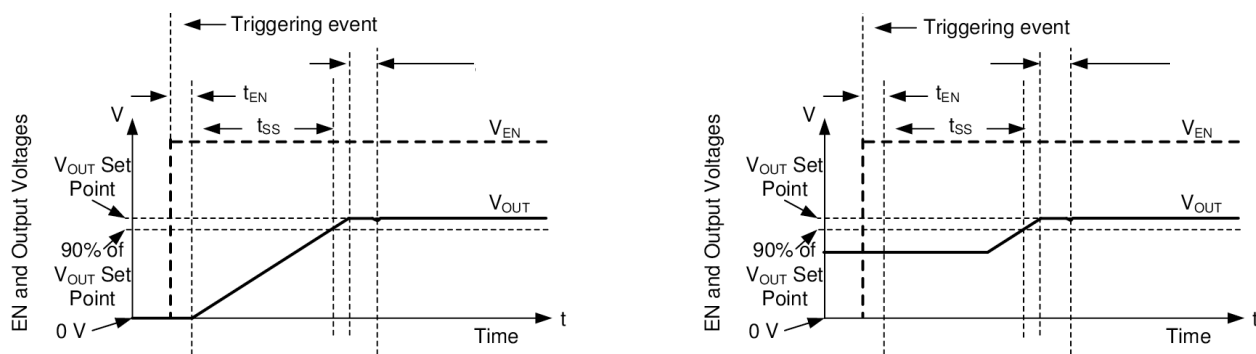 Triggering event
t_EN
t_SS
V
V_EN
V_OUT Set
Point
V_OUT
90% of
V_OUT Set
Point
0 V
Time
t
EN and Output Voltages
Triggering event
t_EN
t_SS
V
V_EN
V_OUT Set
Point
V_OUT
90% of
V_OUT Set
Point
0 V
Time
t
EN and Output Voltages